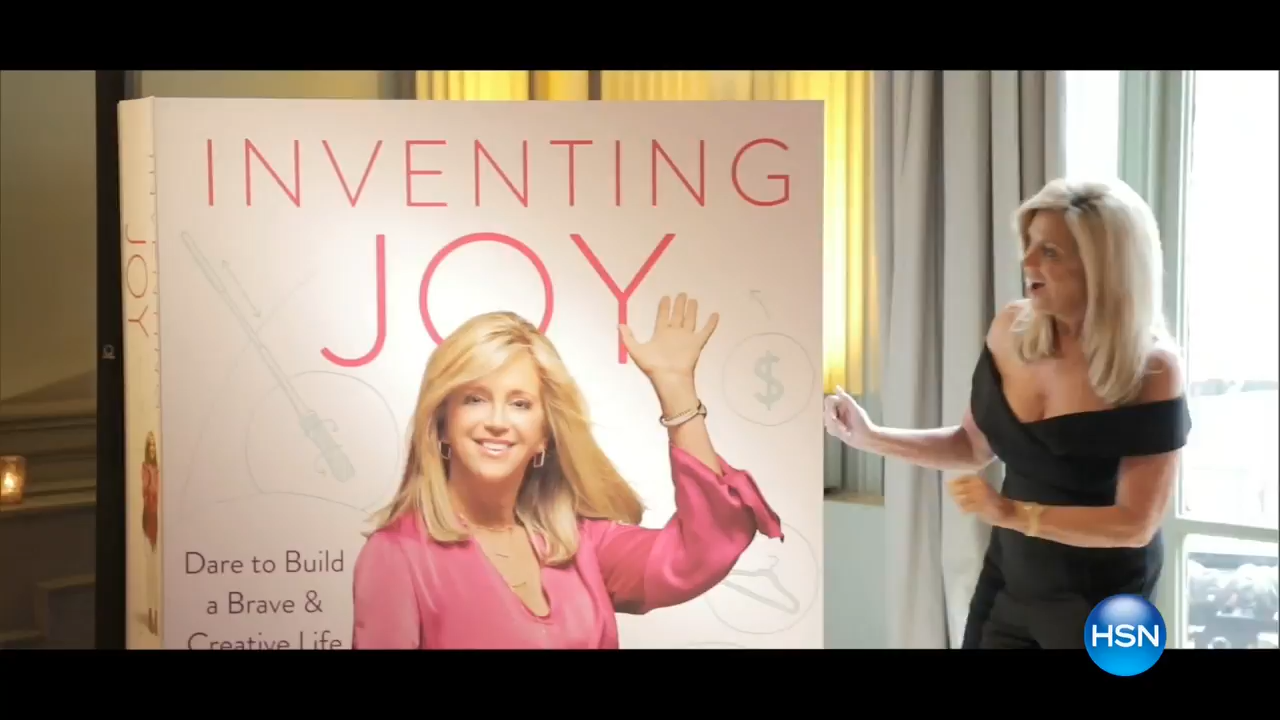 INVENTING
JOY
JOY
$
Dare to Build
a Brave &
Creative Life
HSN